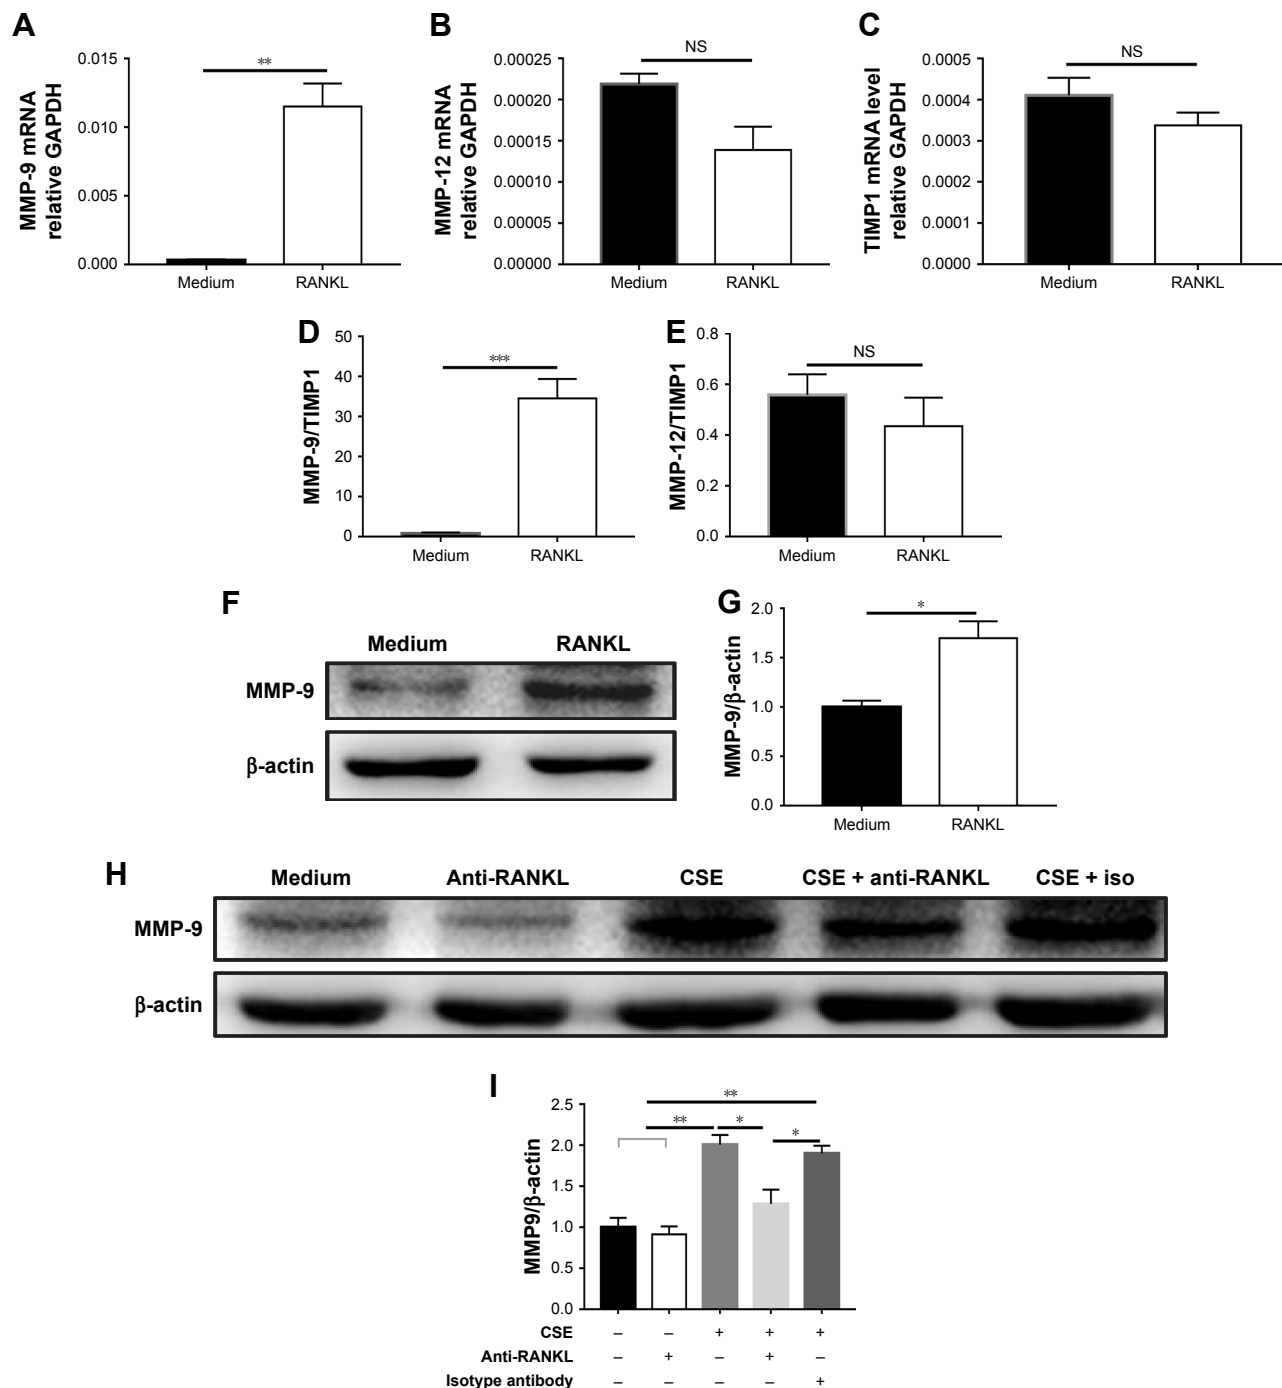 A
MMP-9 mRNA
relative GAPDH
0.015
0.010
0.005
0.000
**
Medium RANKL
B
MMP-12 mRNA
relative GAPDH
0.00025
0.00020
0.00015
0.00010
0.00005
0.00000
NS
Medium RANKL
C
TIMP1 mRNA level
relative GAPDH
0.0005
0.0004
0.0003
0.0002
0.0001
0.0000
NS
Medium RANKL
D
MMP-9/TIMP1
50
40
30
20
10
0
***
Medium RANKL
E
MMP-12/TIMP1
0.8
0.6
0.4
0.2
0.0
NS
Medium RANKL
F
Medium RANKL
MMP-9
β-actin
G
MMP-9/β-actin
2.0
1.5
1.0
0.5
0.0
*
Medium RANKL
H
Medium Anti-RANKL CSE CSE + anti-RANKL CSE + iso
MMP-9
β-actin
I
MMP9/β-actin
2.5
2.0
1.5
1.0
0.5
0.0
**
** *
*
CSE – – + + +
Anti-RANKL – + – + –
Isotype antibody – – – – +